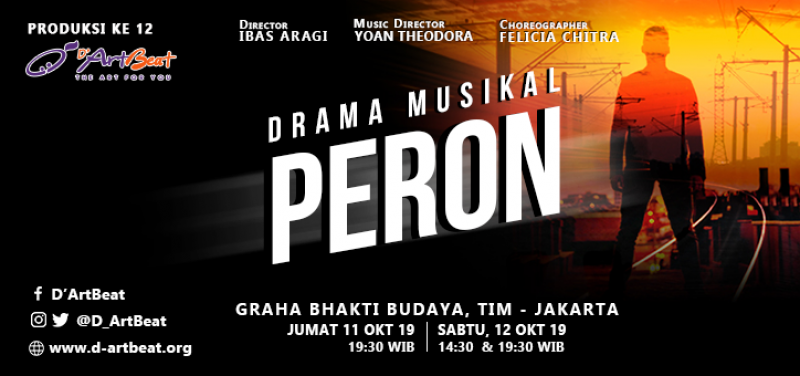 PRODUKSI KE 12
D'ArtBeat
THE ART FOR YOU
DIRECTOR
IBAS ARAGI
MUSIC DIRECTOR
YOAN THEODORA
CHOREOGRAPHER
FELICIA CHITRA
DRAMA MUSIKAL
PERON
D'ArtBeat
@D_ArtBeat
www.d-artbeat.org
GRAHA BHAKTI BUDAYA, TIM - JAKARTA
JUMAT 11 OKT 19
19:30 WIB
SABTU, 12 OKT 19
14:30 & 19:30 WIB